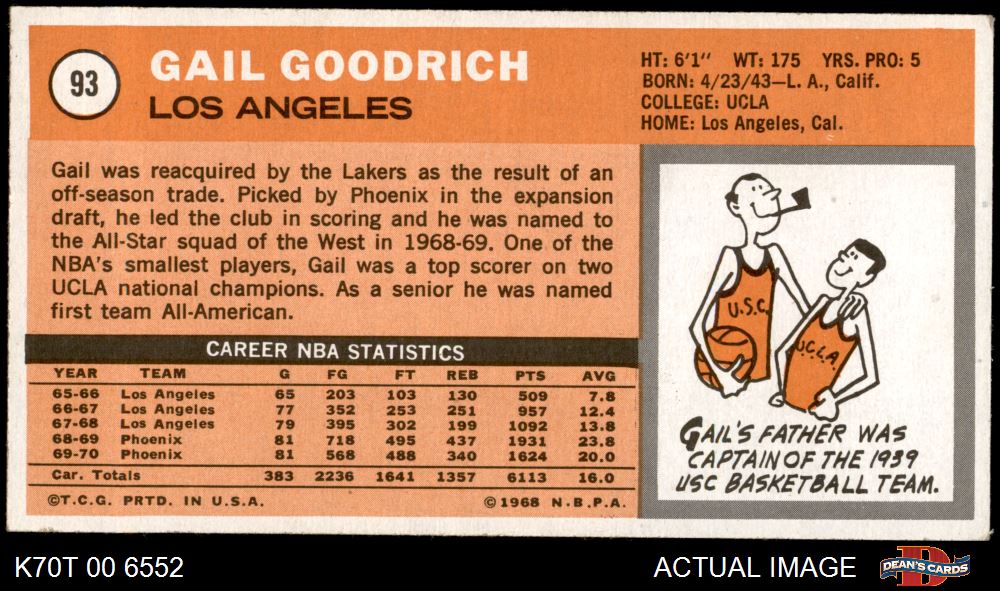 93
GAIL GOODRICH
LOS ANGELES
HT: 6'1" WT: 175 YRS. PRO: 5
BORN: 4/23/43—L. A., Calif.
COLLEGE: UCLA
HOME: Los Angeles, Cal.
Gail was reacquired by the Lakers as the result of an
off-season trade. Picked by Phoenix in the expansion
draft, he led the club in scoring and he was named to
the All-Star squad of the West in 1968-69. One of the
NBA's smallest players, Gail was a top scorer on two
UCLA national champions. As a senior he was named
first team All-American.
CAREER NBA STATISTICS
YEAR TEAM G FG FT REB PTS AVG
65-66 Los Angeles 65 203 103 130 509 7.8
66-67 Los Angeles 77 352 253 251 957 12.4
67-68 Los Angeles 79 395 302 199 1092 13.8
68-69 Phoenix 81 718 495 437 1931 23.8
69-70 Phoenix 81 568 488 340 1624 20.0
Car. Totals 383 2236 1641 1357 6113 16.0
©T.C.G. PRTD. IN U.S.A. ©1968 N.B.P.A.
U.S.C.
U.C.L.A.
GAIL'S FATHER WAS
CAPTAIN OF THE 1939
USC BASKETBALL TEAM.
K70T 00 6552
ACTUAL IMAGE
D
DEAN'S CARDS